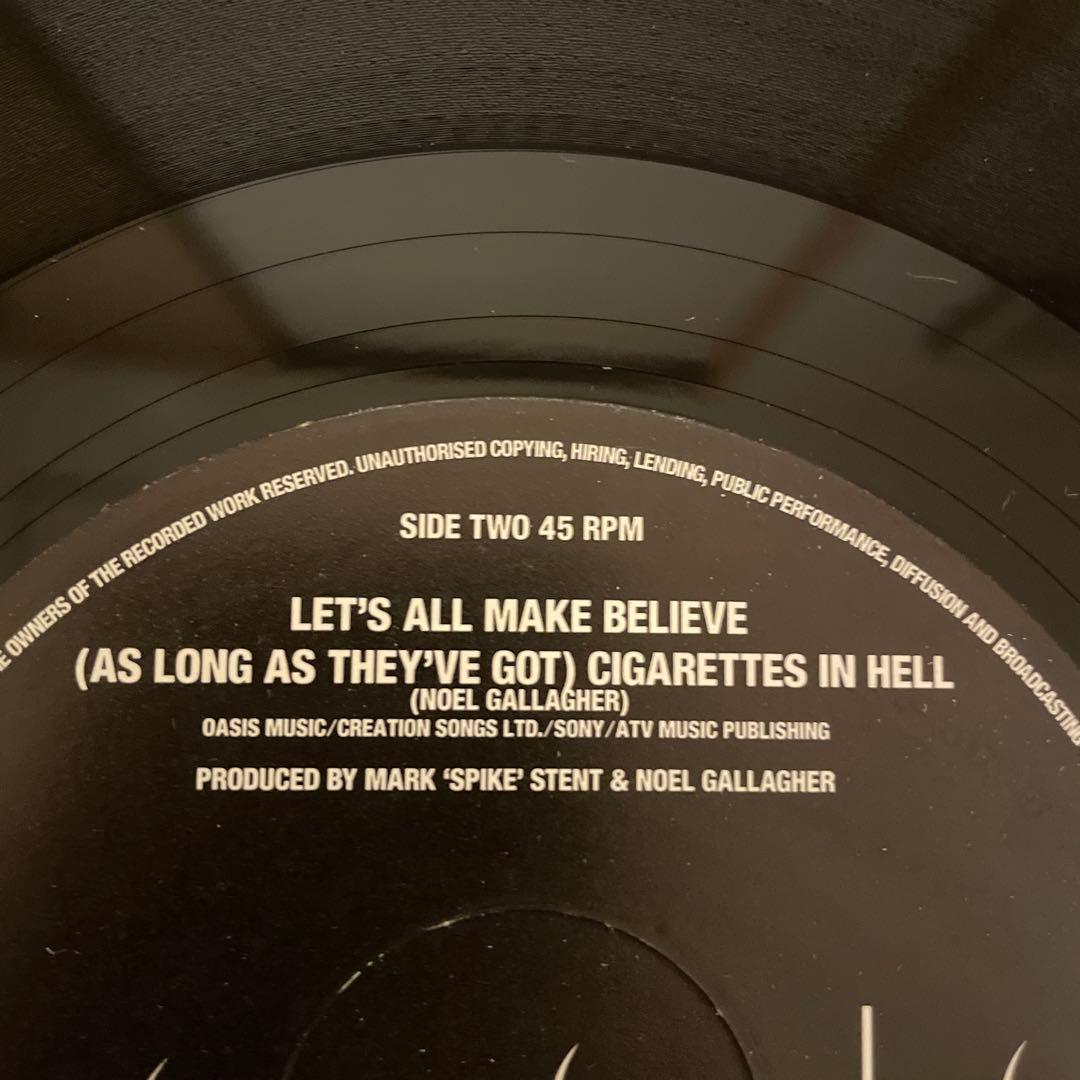 OWNERS OF THE RECORDED WORK RESERVED. UNAUTHORISED COPYING, HIRING, LENDING, PUBLIC PERFORMANCE, DIFFUSION AND BROADCASTING
SIDE TWO 45 RPM
LET'S ALL MAKE BELIEVE
(AS LONG AS THEY'VE GOT) CIGARETTES IN HELL
(NOEL GALLAGHER)
OASIS MUSIC/CREATION SONGS LTD./SONY/ATV MUSIC PUBLISHING
PRODUCED BY MARK 'SPIKE' STENT & NOEL GALLAGHER